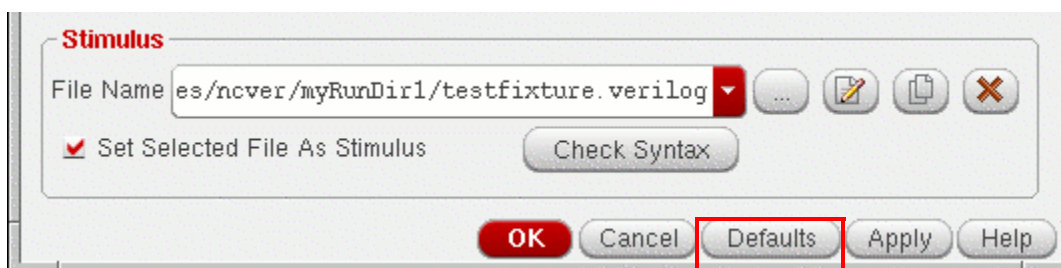 Stimulus
File Name es/ncver/myRunDir1/testfixture.verilog ...
Set Selected File As Stimulus Check Syntax
OK Cancel Defaults Apply Help